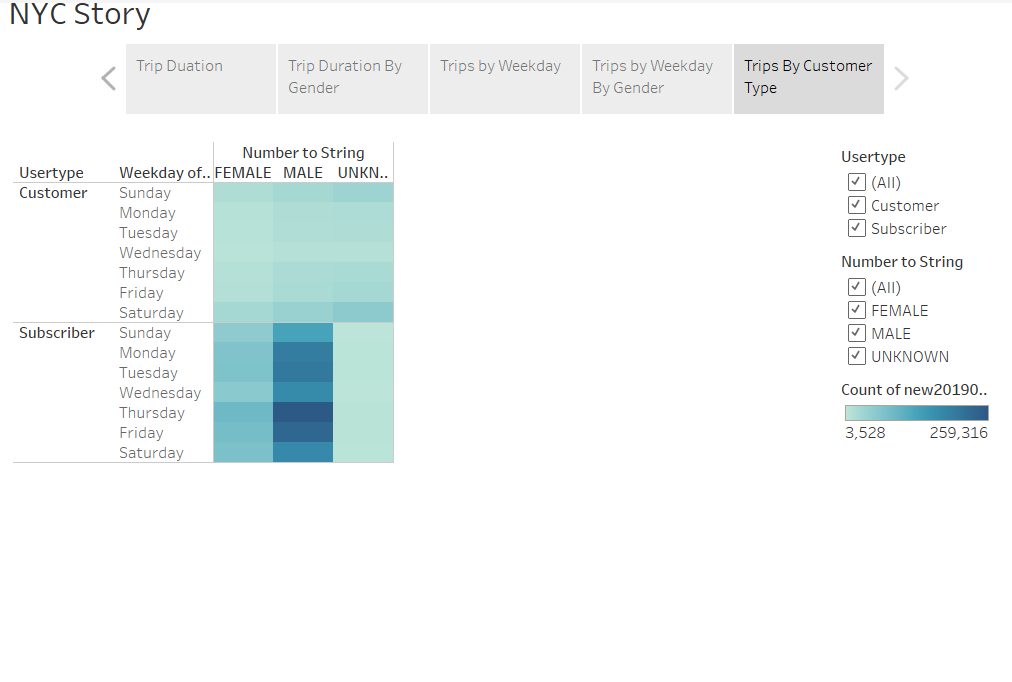 NYC Story
Trip Duation
Trip Duration By
Gender
Trips by Weekday
Trips by Weekday
By Gender
Trips By Customer
Type
Number to String
Usertype Weekday of.. FEMALE MALE UNKN..
Customer Sunday
Monday
Tuesday
Wednesday
Thursday
Friday
Saturday
Subscriber Sunday
Monday
Tuesday
Wednesday
Thursday
Friday
Saturday
Usertype
(All)
Customer
Subscriber
Number to String
(All)
FEMALE
MALE
UNKNOWN
Count of new20190..
3,528 259,316